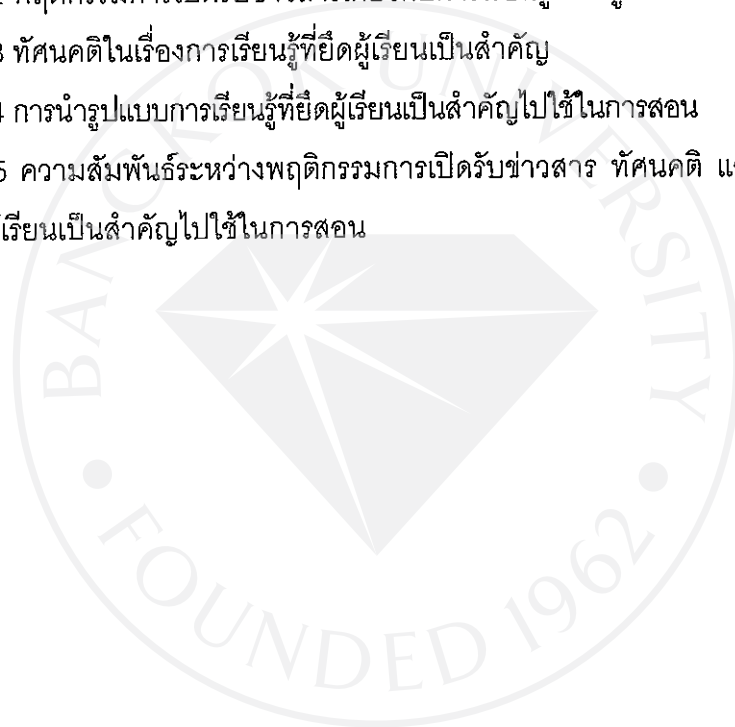 3 ทัศนคติในเรื่องการเรียนรู้ที่ยึดผู้เรียนเป็นสำคัญ
4 การนำรูปแบบการเรียนรู้ที่ยึดผู้เรียนเป็นสำคัญไปใช้ในการสอน
5 ความสัมพันธ์ระหว่างพฤติกรรมการเปิดรับข่าวสาร ทัศนคติ
เรียนเป็นสำคัญไปใช้ในการสอน
BANGKOK UNIVERSITY
FOUNDED 1962